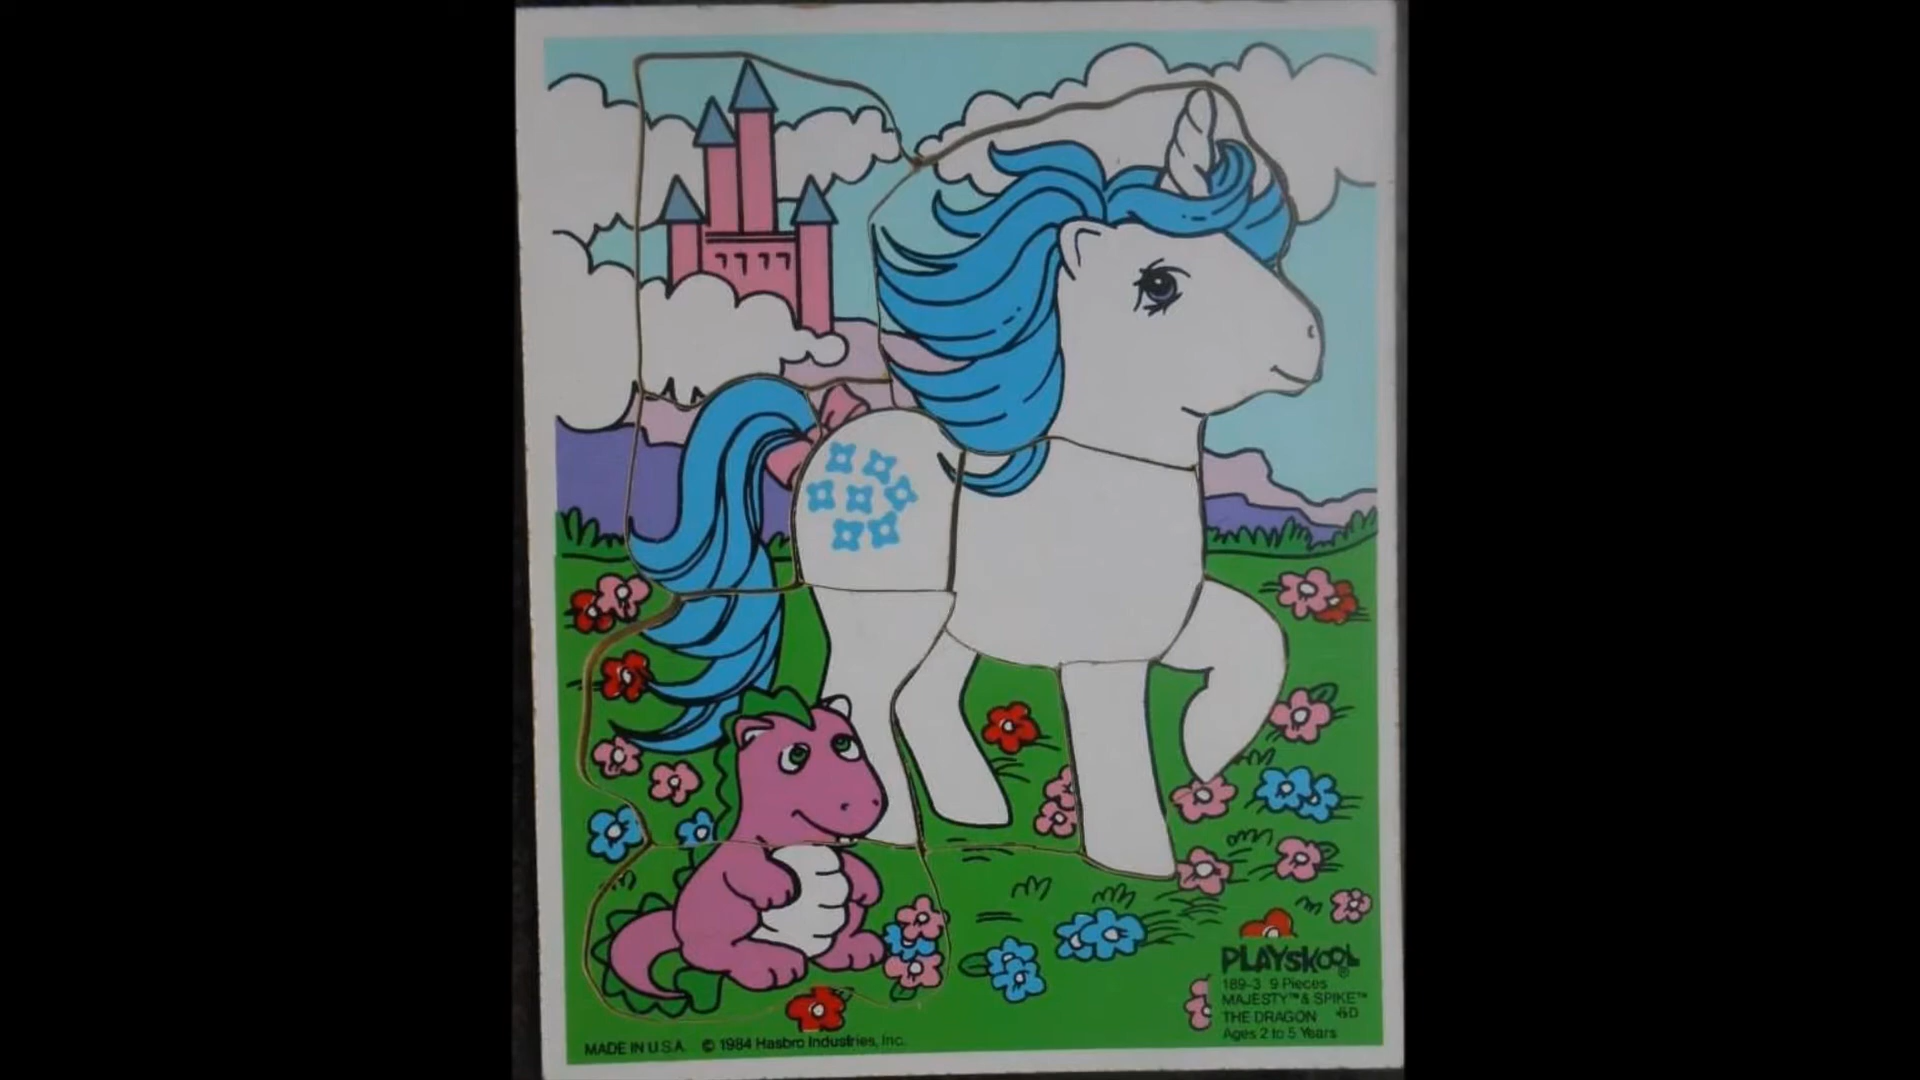 PLAYSKOOL®
189-3 9 Pieces
MAJESTY™ & SPIKE™
THE DRAGON
Ages 2 to 5 Years
MADE IN U.S.A. © 1984 Hasbro Industries, Inc.